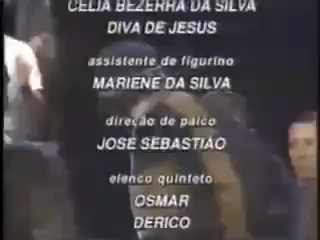 CELIA BEZERRA DA SILVA
DIVA DE JESUS
assistente de figurino
MARIENE DA SILVA
direção de palco
JOSE SEBASTIÃO
elenco quinteto
OSMAR
DERICO